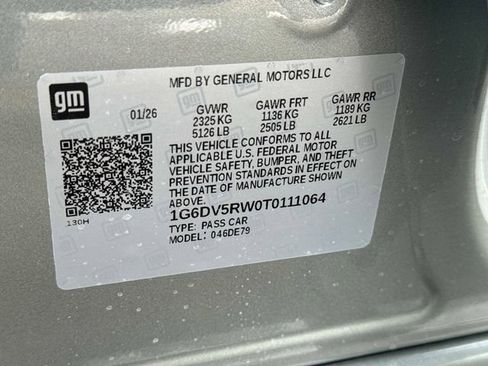 gm
MFD BY GENERAL MOTORS LLC
01/26 GVWR GAWR FRT GAWR RR
2325 KG 1136 KG 1189 KG
5126 LB 2505 LB 2621 LB
THIS VEHICLE CONFORMS TO ALL
APPLICABLE U.S. FEDERAL MOTOR
VEHICLE SAFETY, BUMPER, AND THEFT
PREVENTION STANDARDS IN EFFECT ON
THE DATE OF MANUFACTURE SHOWN
ABOVE.
130H
1G6DV5RW0T0111064
TYPE: PASS CAR
MODEL: 046DE79